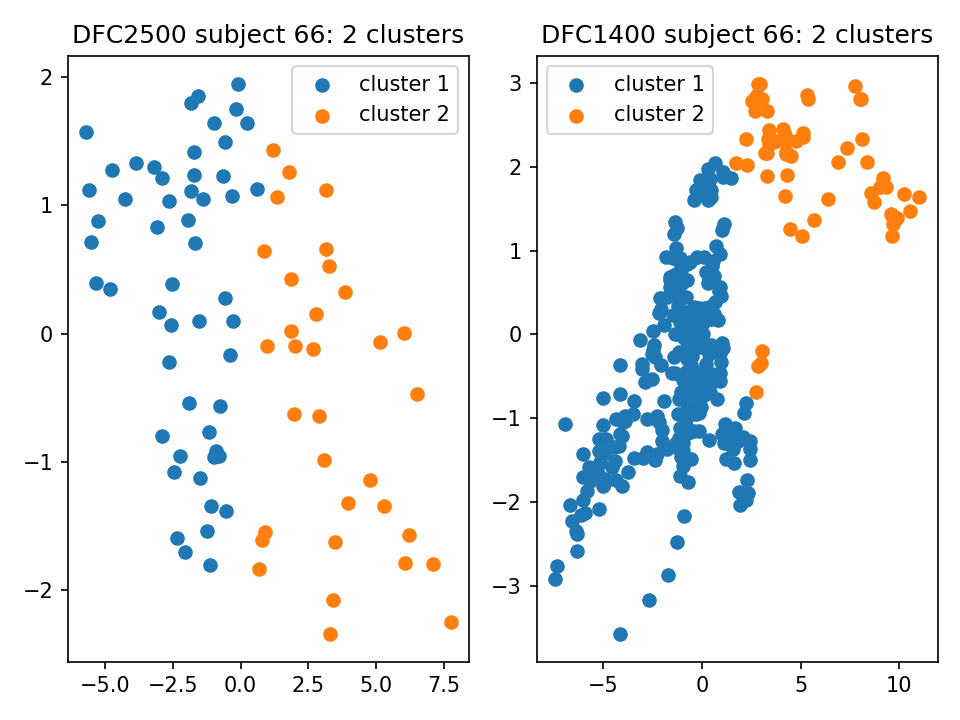 DFC2500 subject 66: 2 clusters
cluster 1
cluster 2
2
1
0
−1
−2
−5.0 −2.5 0.0 2.5 5.0 7.5
DFC1400 subject 66: 2 clusters
cluster 1
cluster 2
3
2
1
0
−1
−2
−3
−5 0 5 10